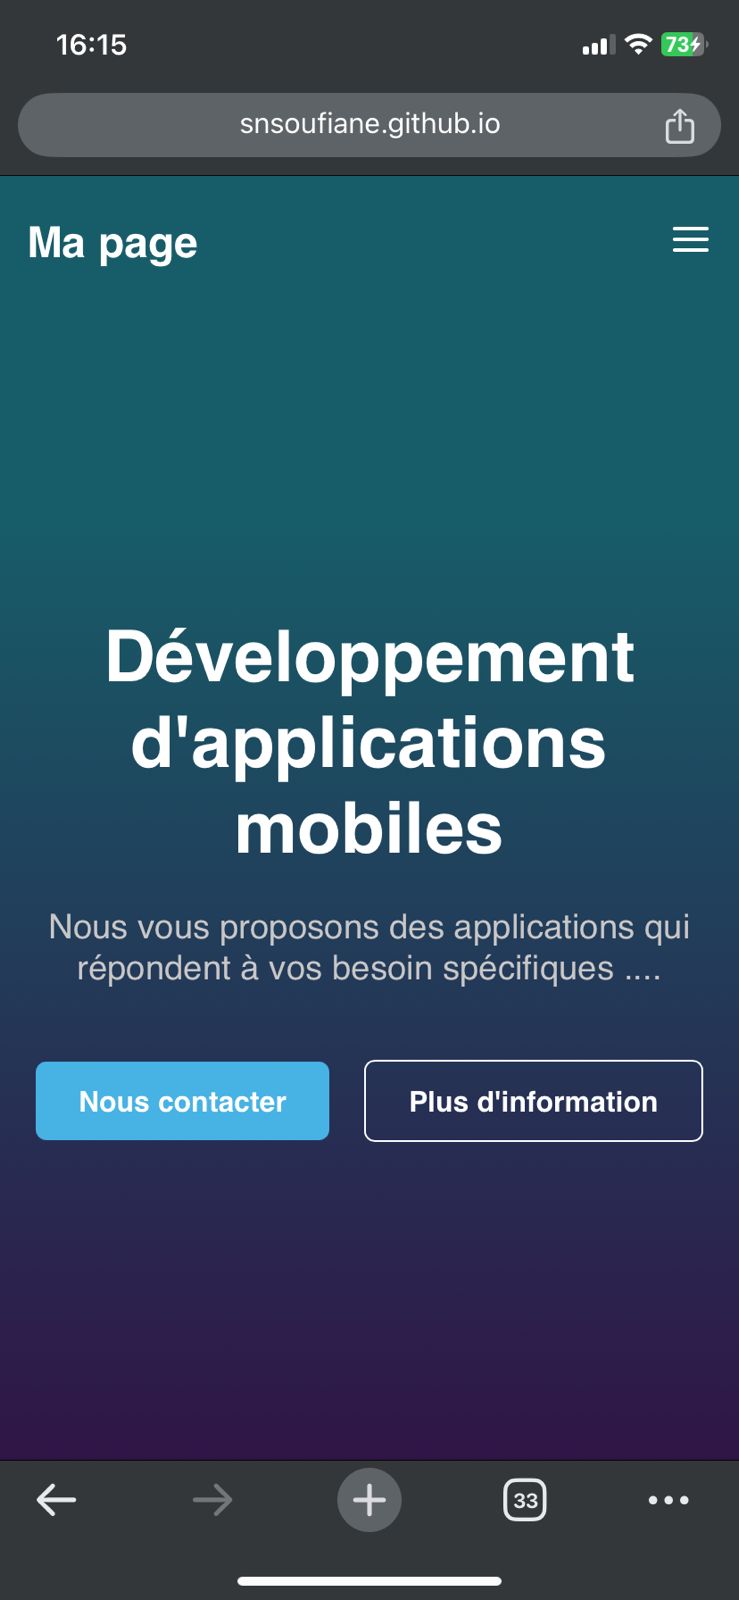 16:15
73
snsoufiane.github.io
Ma page
Développement
d'applications
mobiles
Nous vous proposons des applications qui
répondent à vos besoin spécifiques ....
Nous contacter
Plus d'information
33